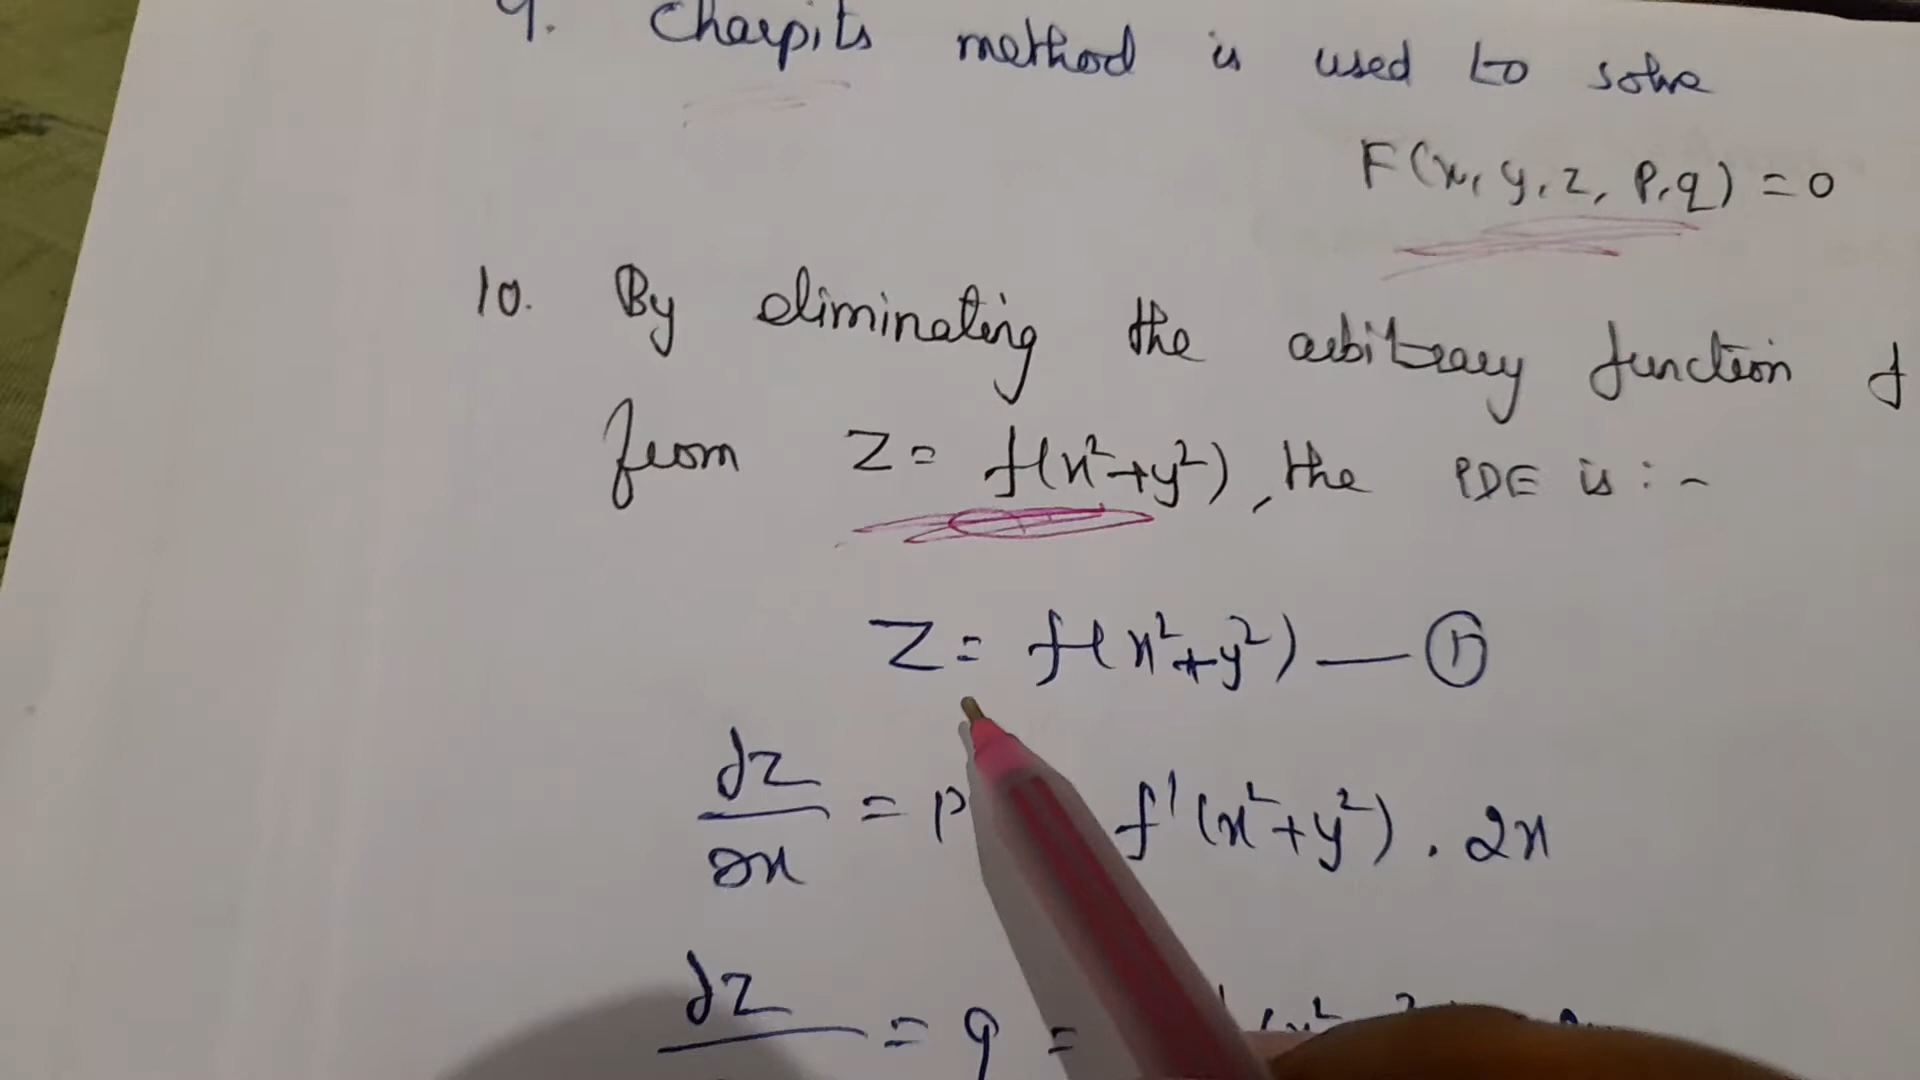 9. Charpits method is used to solve
F(x, y, z, p, q) = 0
10. By eliminating the arbitrary function f
from z = f(x²+y²), the PDE is :-
z = f(x²+y²) — ①
∂z/∂x = p f'(x²+y²) . 2x
∂z = q =